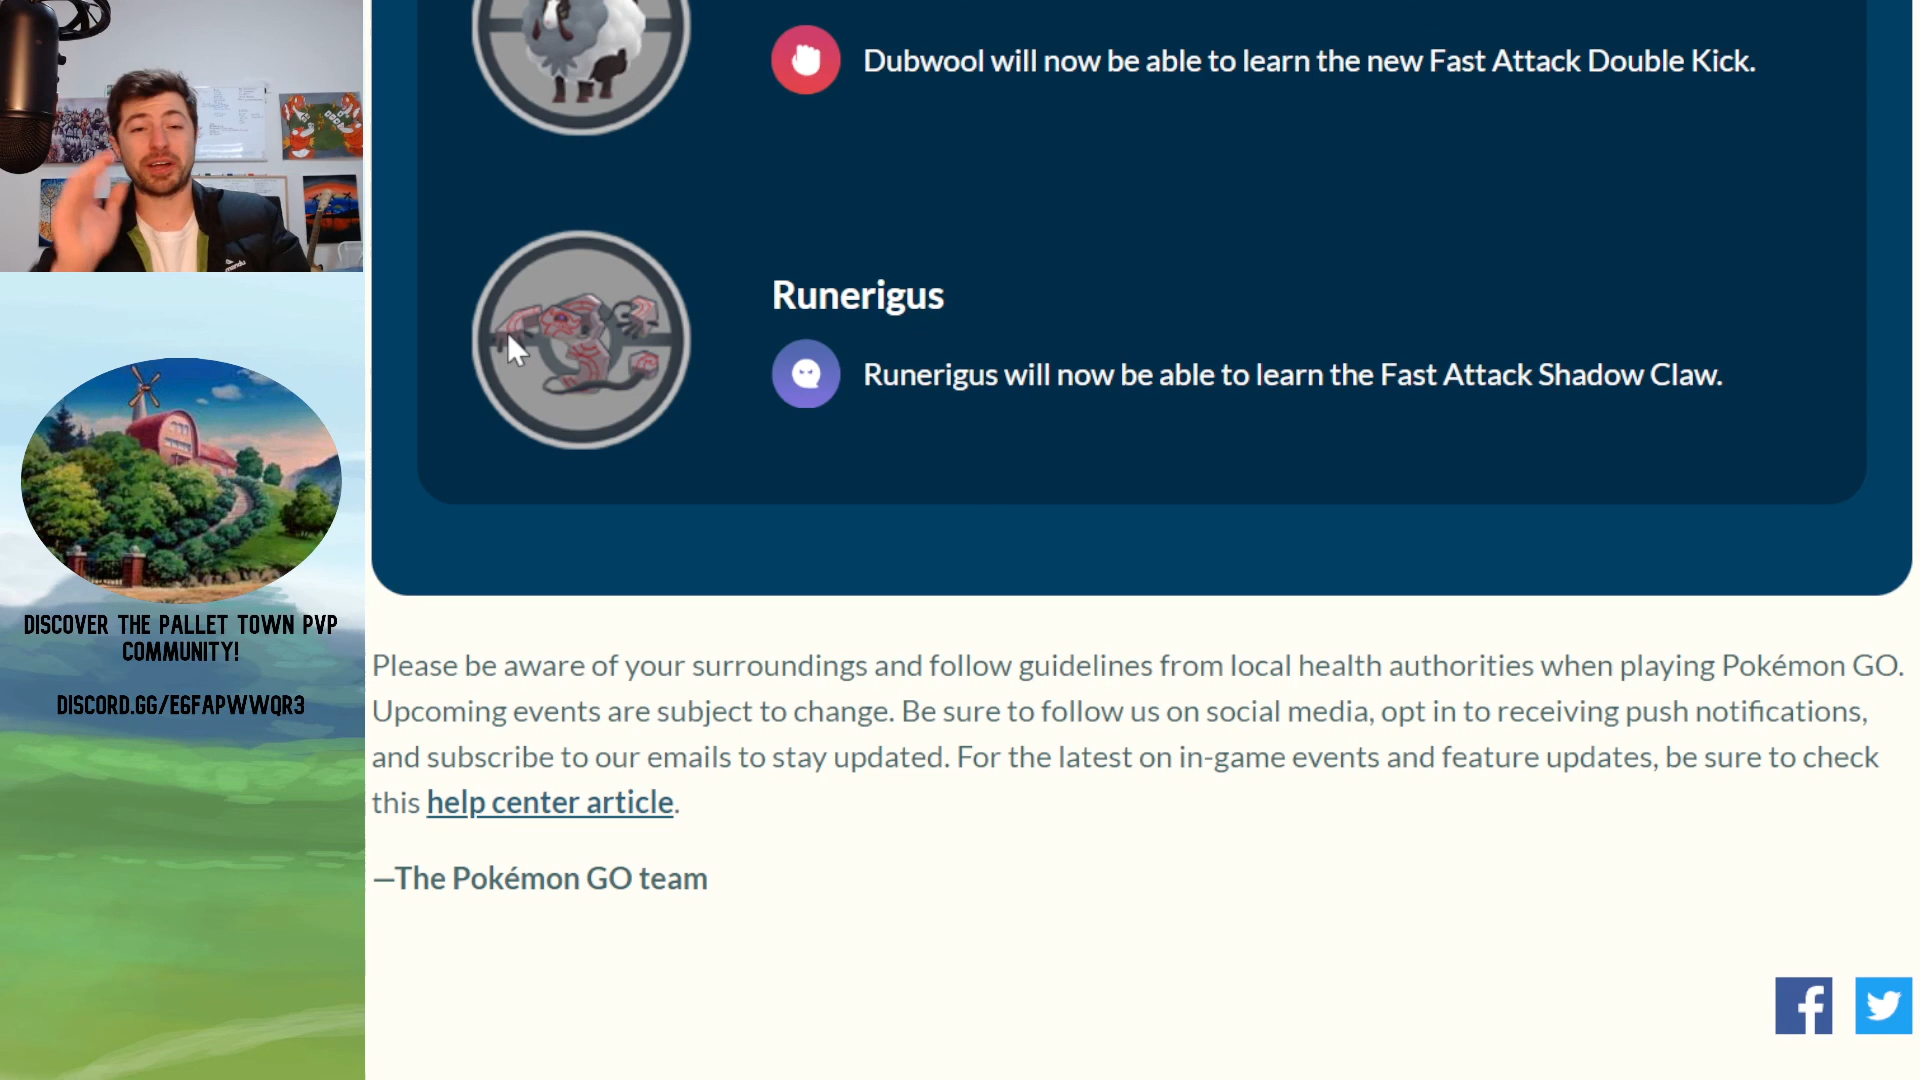 Dubwool will now be able to learn the new Fast Attack Double Kick.
Runerigus
Runerigus will now be able to learn the Fast Attack Shadow Claw.
DISCOVER THE PALLET TOWN PVP
COMMUNITY!
DISCORD.GG/E6FAPWWQR3
Please be aware of your surroundings and follow guidelines from local health authorities when playing Pokémon GO.
Upcoming events are subject to change. Be sure to follow us on social media, opt in to receiving push notifications,
and subscribe to our emails to stay updated. For the latest on in-game events and feature updates, be sure to check
this help center article.
—The Pokémon GO team